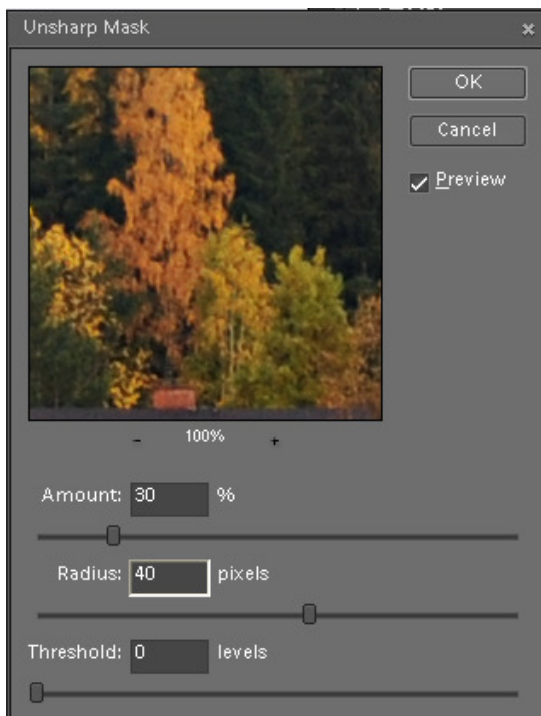 Unsharp Mask
OK
Cancel
Preview
- 100% +
Amount: 30 %
Radius: 40 pixels
Threshold: 0 levels